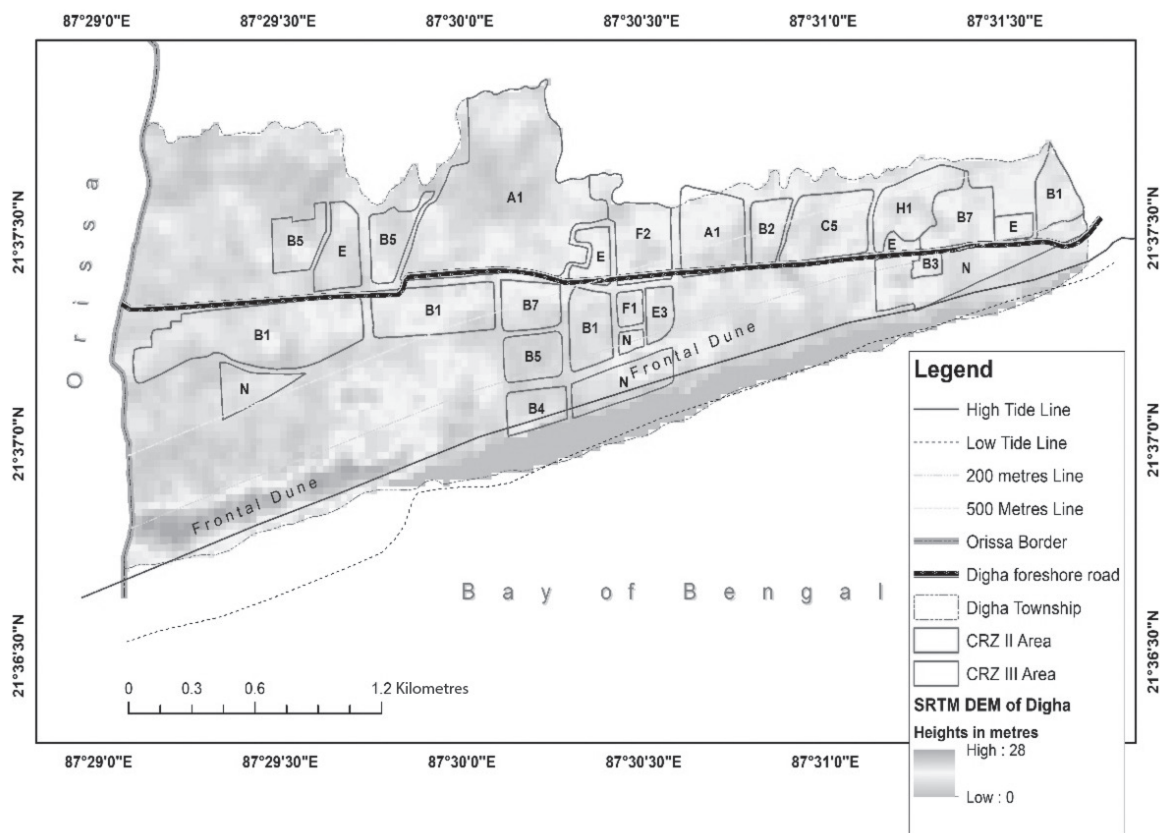 87°29'0"E 87°29'30"E 87°30'0"E 87°30'30"E 87°31'0"E 87°31'30"E
21°37'30"N
21°37'0"N
21°36'30"N
21°37'30"N
21°37'0"N
21°36'30"N
Orissa
A1
B5
E
B5
E
F2
A1
B2
C5
H1
E
B7
B3
E
N
B1
B1
B1
B7
B1
F1
E3
N
B5
N
B4
N
Frontal Dune
Frontal Dune
Bay of Bengal
0 0.3 0.6 1.2 Kilometres
Legend
High Tide Line
Low Tide Line
200 metres Line
500 Metres Line
Orissa Border
Digha foreshore road
Digha Township
CRZ II Area
CRZ III Area
SRTM DEM of Digha
Heights in metres
High : 28
Low : 0
87°29'0"E 87°29'30"E 87°30'0"E 87°30'30"E 87°31'0"E